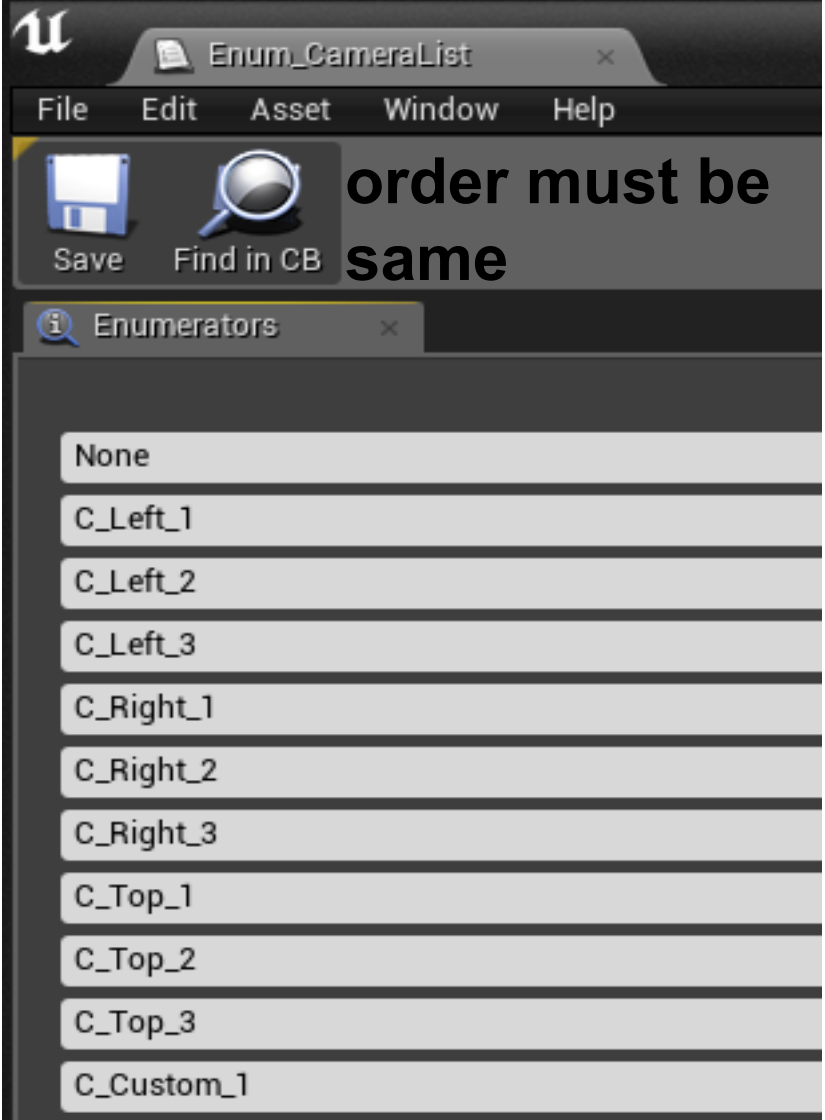 Enum_CameraList
File Edit Asset Window Help
order must be
same
Save Find in CB
Enumerators
None
C_Left_1
C_Left_2
C_Left_3
C_Right_1
C_Right_2
C_Right_3
C_Top_1
C_Top_2
C_Top_3
C_Custom_1